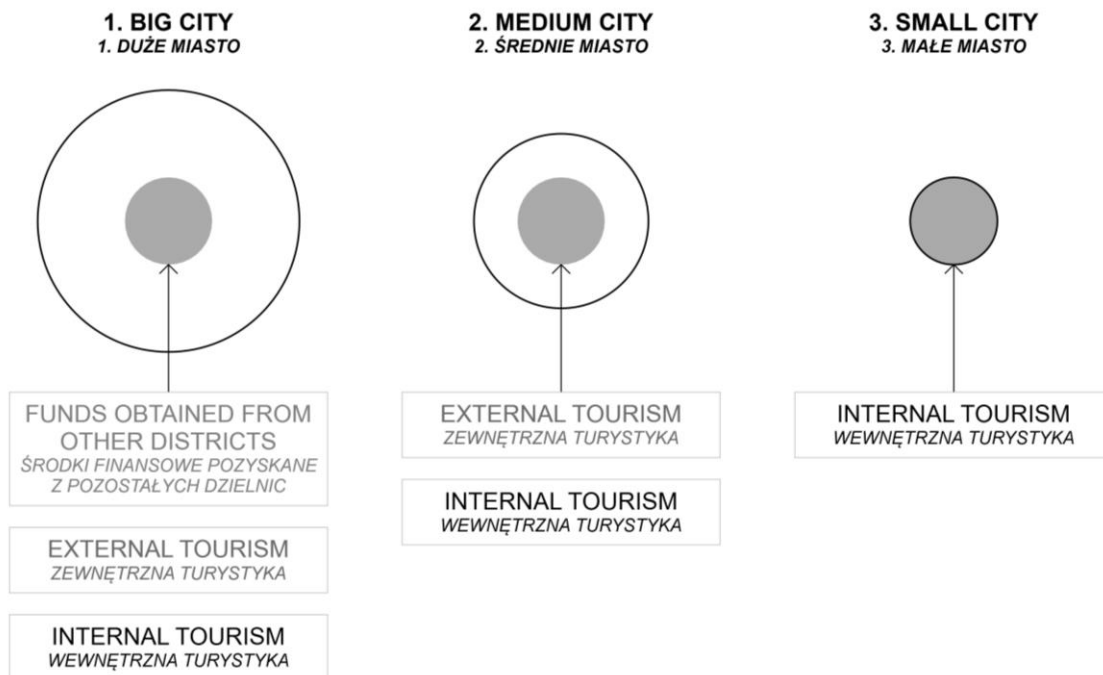 1. BIG CITY
1. DUŻE MIASTO
2. MEDIUM CITY
2. ŚREDNIE MIASTO
3. SMALL CITY
3. MAŁE MIASTO
FUNDS OBTAINED FROM
OTHER DISTRICTS
ŚRODKI FINANSOWE POZYSKANE
Z POZOSTAŁYCH DZIELNIC
EXTERNAL TOURISM
ZEWNĘTRZNA TURYSTYKA
INTERNAL TOURISM
WEWNĘTRZNA TURYSTYKA
EXTERNAL TOURISM
ZEWNĘTRZNA TURYSTYKA
INTERNAL TOURISM
WEWNĘTRZNA TURYSTYKA
INTERNAL TOURISM
WEWNĘTRZNA TURYSTYKA